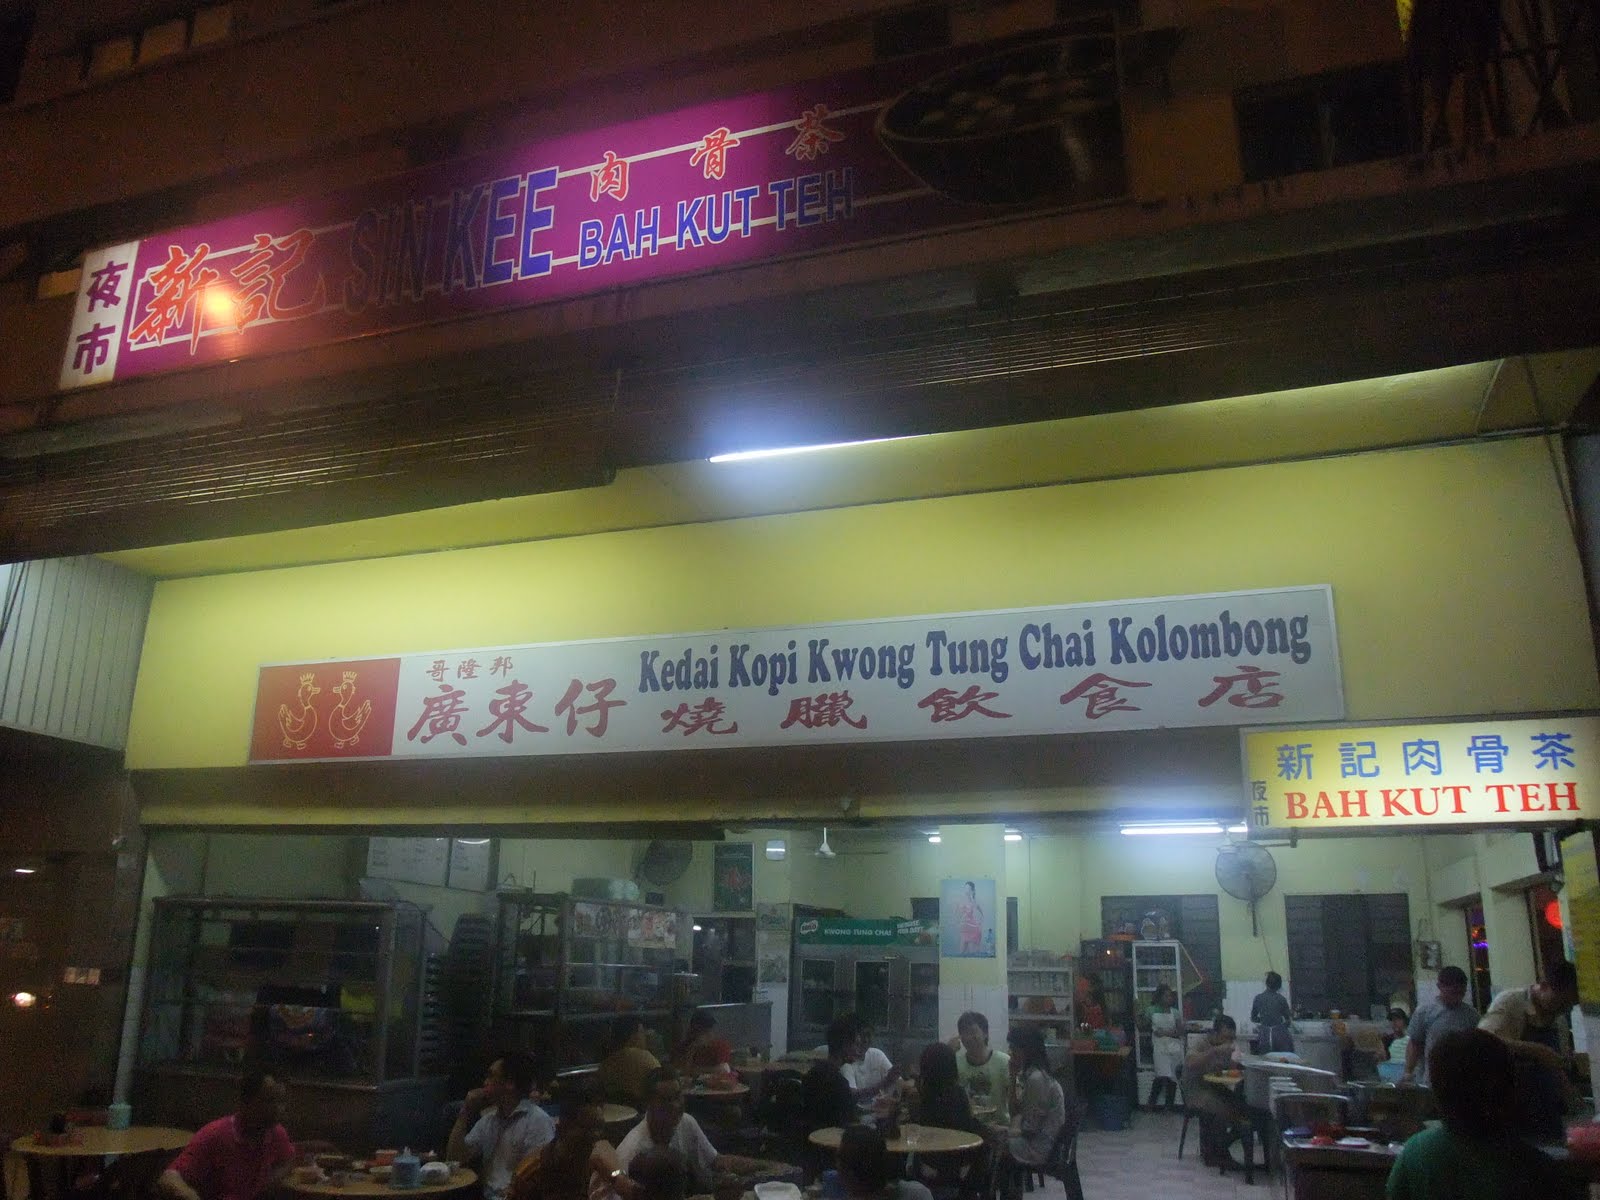 夜市
新記 SIN KEE 肉骨茶
BAH KUT TEH
哥隆邦
Kedai Kopi Kwong Tung Chai Kolombong
廣東仔 燒臘飲食店
新記肉骨茶
夜市
BAH KUT TEH
MILO KWONG TUNG CHAI